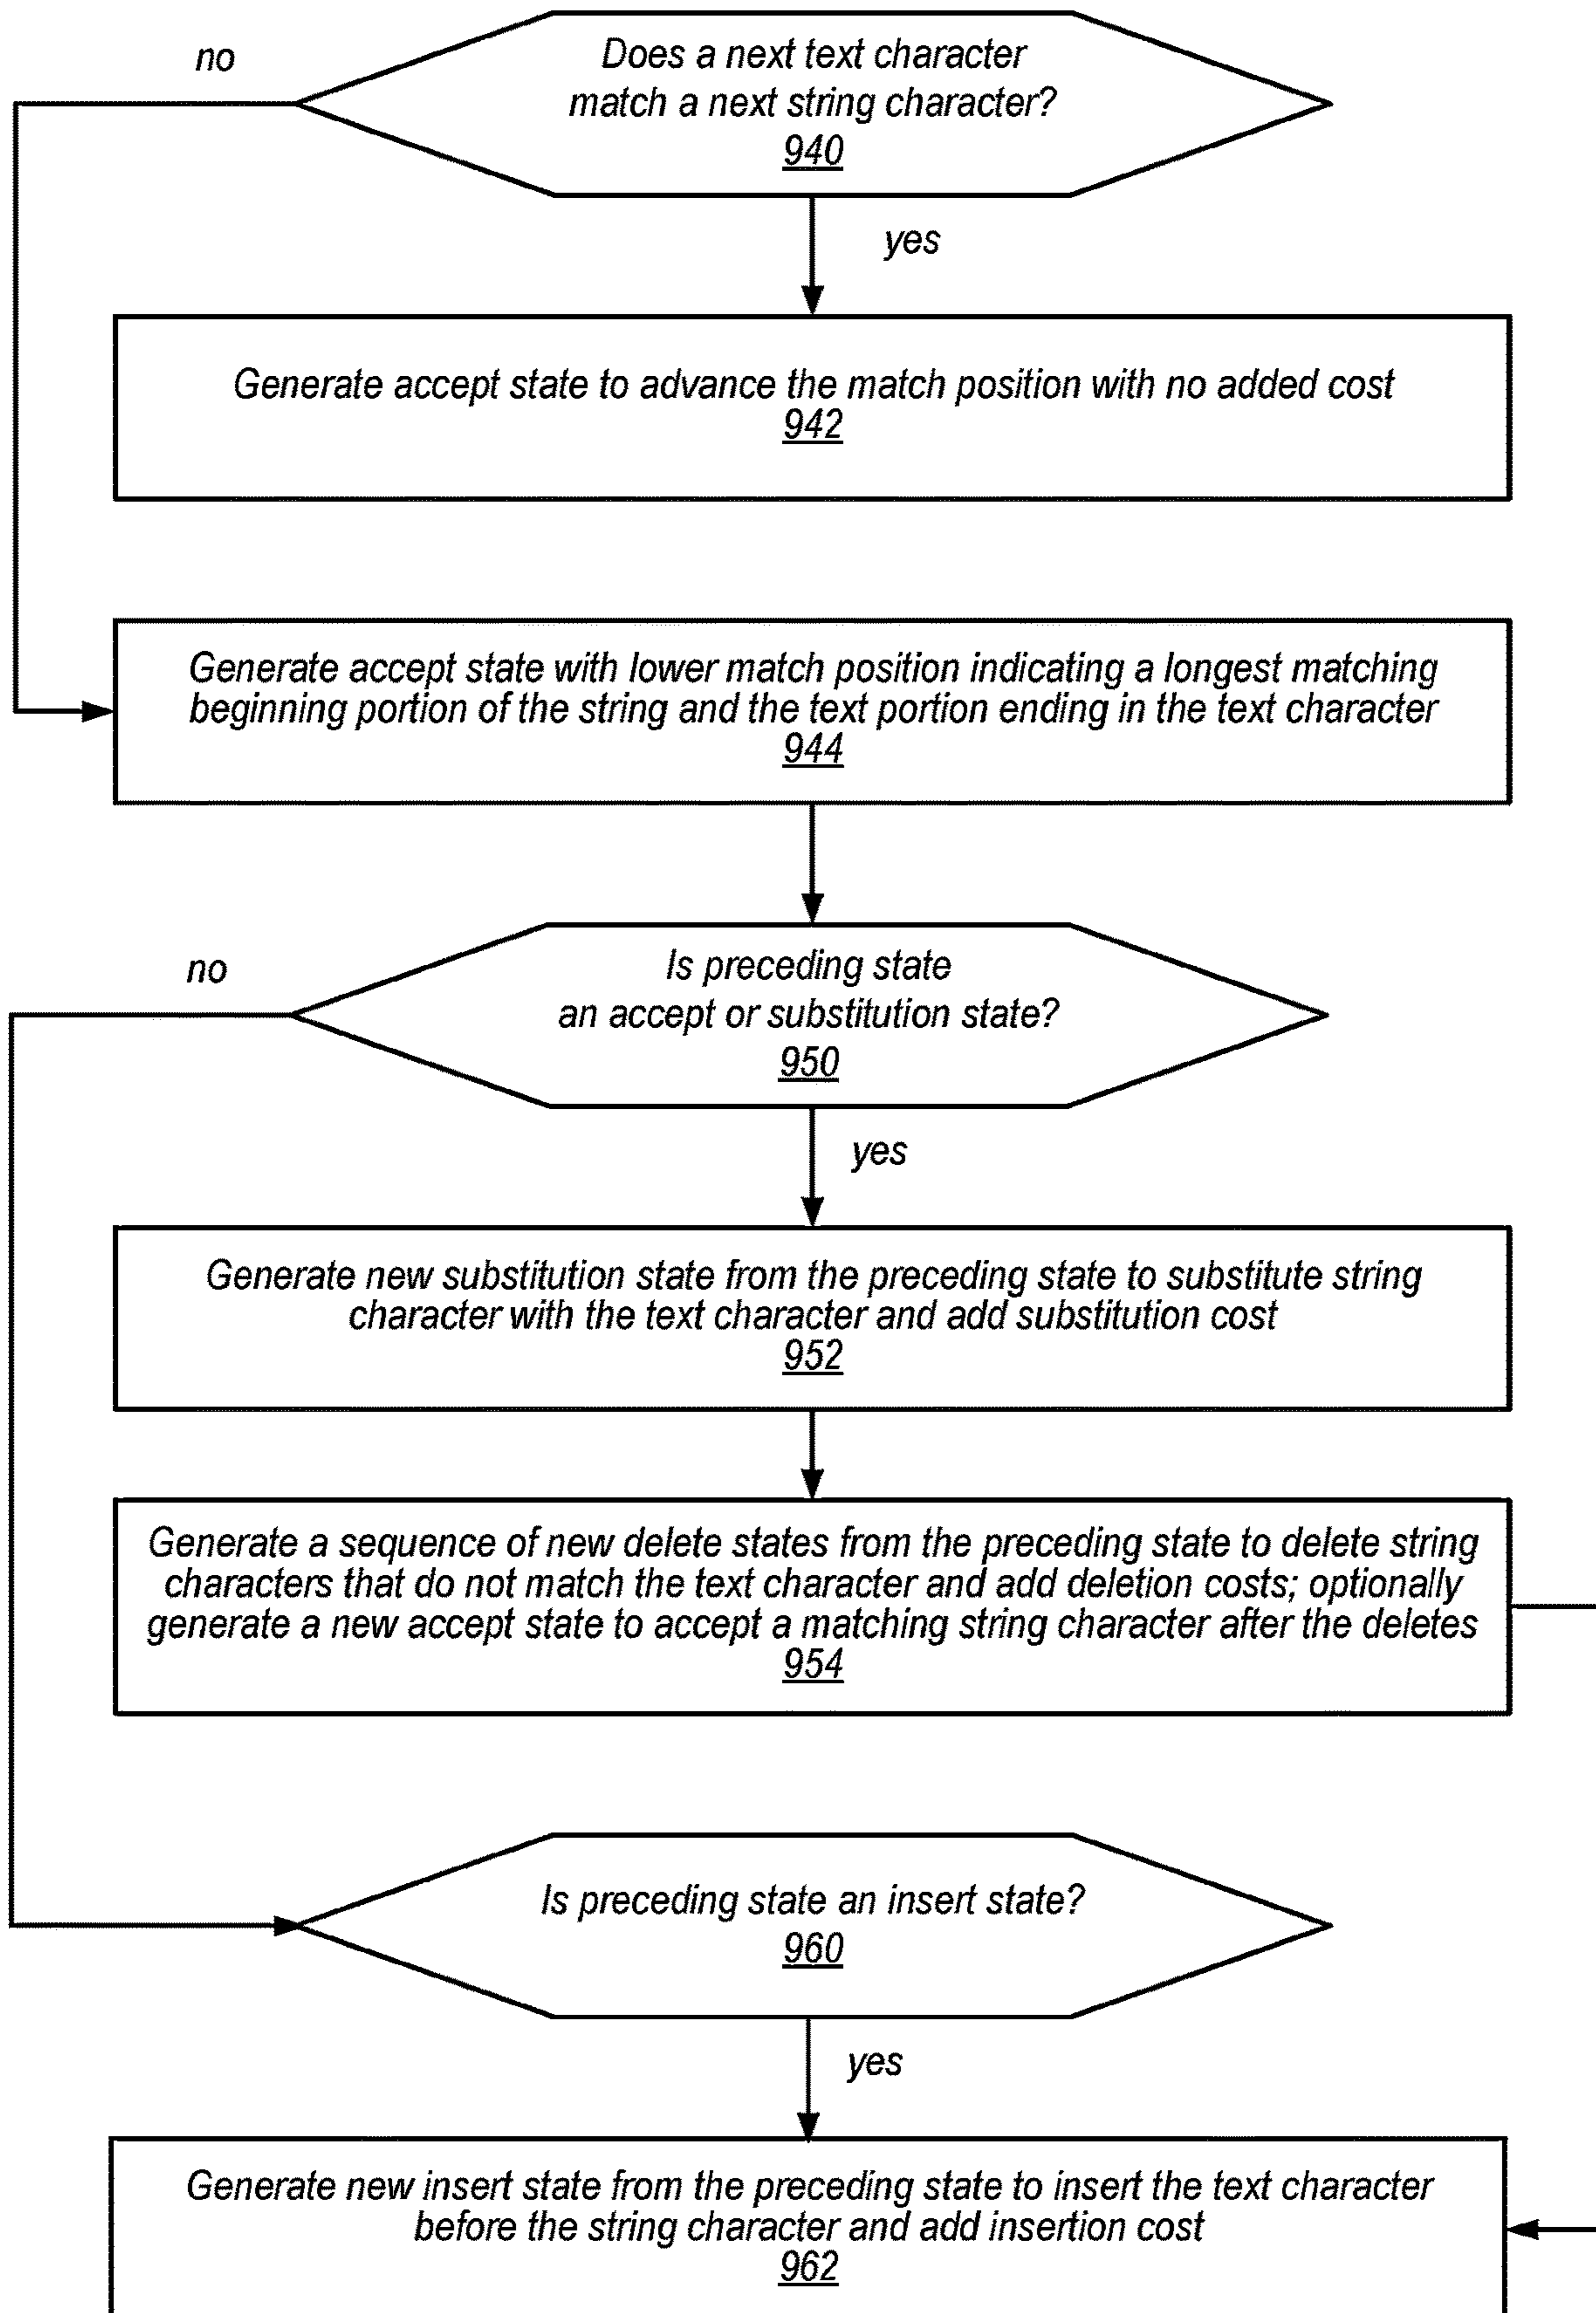 no
Does a next text character
match a next string character?
940
yes
Generate accept state to advance the match position with no added cost
942
Generate accept state with lower match position indicating a longest matching
beginning portion of the string and the text portion ending in the text character
944
no
Is preceding state
an accept or substitution state?
950
yes
Generate new substitution state from the preceding state to substitute string
character with the text character and add substitution cost
952
Generate a sequence of new delete states from the preceding state to delete string
characters that do not match the text character and add deletion costs; optionally
generate a new accept state to accept a matching string character after the deletes
954
Is preceding state an insert state?
960
yes
Generate new insert state from the preceding state to insert the text character
before the string character and add insertion cost
962